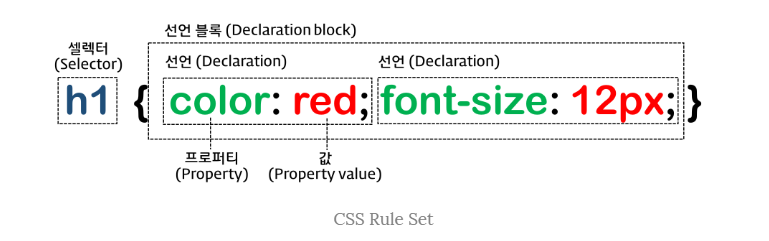 선언 블록 (Declaration block)
셀렉터
(Selector)
선언 (Declaration)
선언 (Declaration)
h1 { color: red; font-size: 12px; }
프로퍼티
(Property)
값
(Property value)
CSS Rule Set